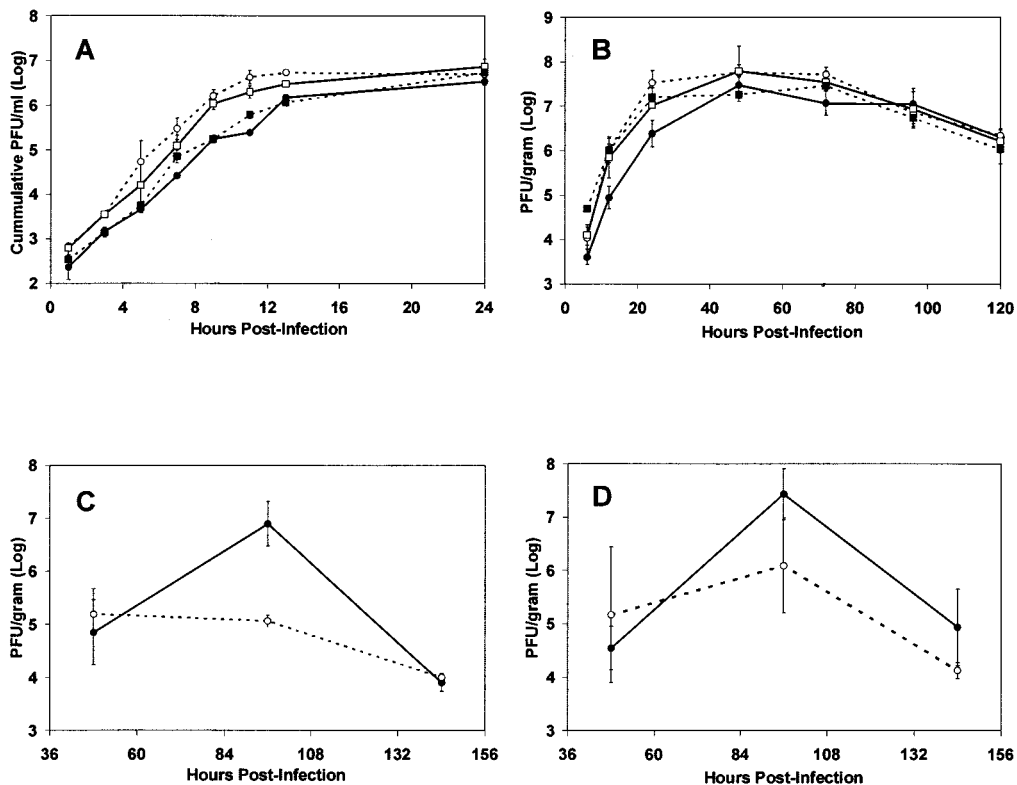 A
Cummulative PFU/ml (Log)
8
7
6
5
4
3
2
0 4 8 12 16 20 24
Hours Post-Infection
B
PFU/gram (Log)
9
8
7
6
5
4
3
0 20 40 60 80 100 120
Hours Post-Infection
C
PFU/gram (Log)
8
7
6
5
4
3
36 60 84 108 132 156
Hours Post-Infection
D
PFU/gram (Log)
8
7
6
5
4
3
36 60 84 108 132 156
Hours Post-Infection